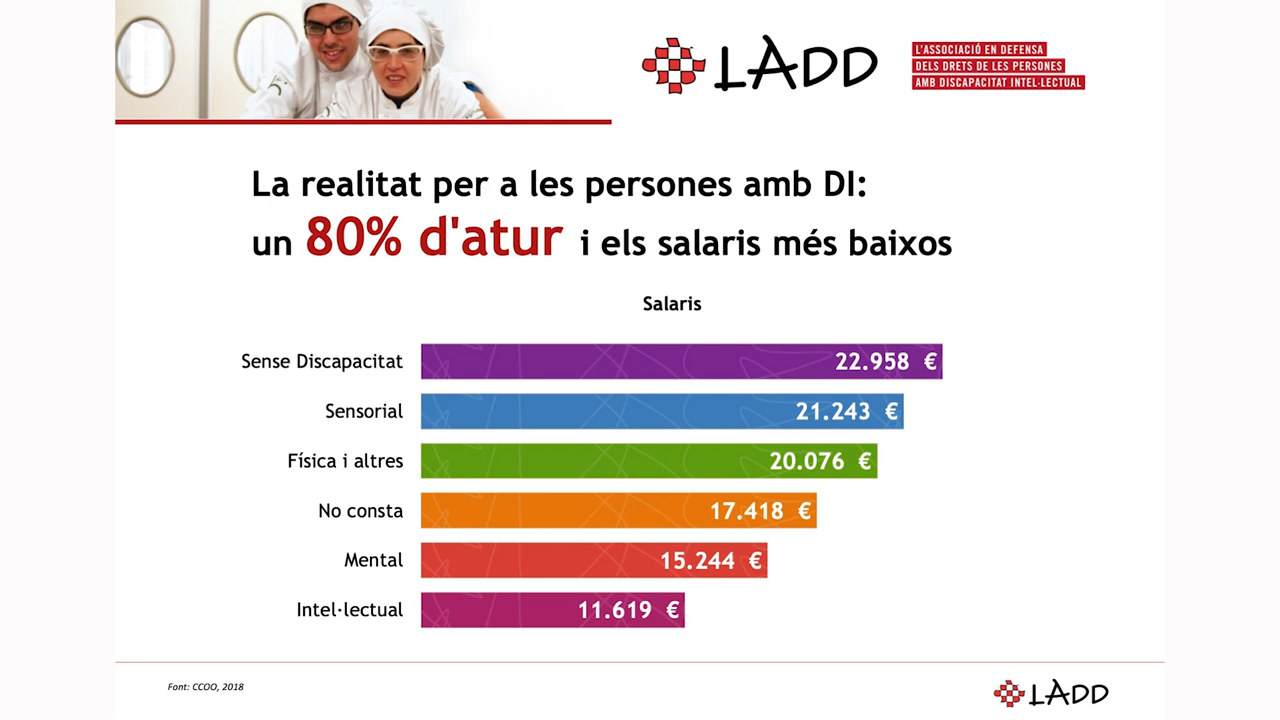 LÀDD
L'ASSOCIACIÓ EN DEFENSA
DELS DRETS DE LES PERSONES
AMB DISCAPACITAT INTEL·LECTUAL
La realitat per a les persones amb DI:
un 80% d'atur i els salaris més baixos
Salaris
Sense Discapacitat 22.958 €
Sensorial 21.243 €
Física i altres 20.076 €
No consta 17.418 €
Mental 15.244 €
Intel·lectual 11.619 €
Font: CCOO, 2018
LÀDD